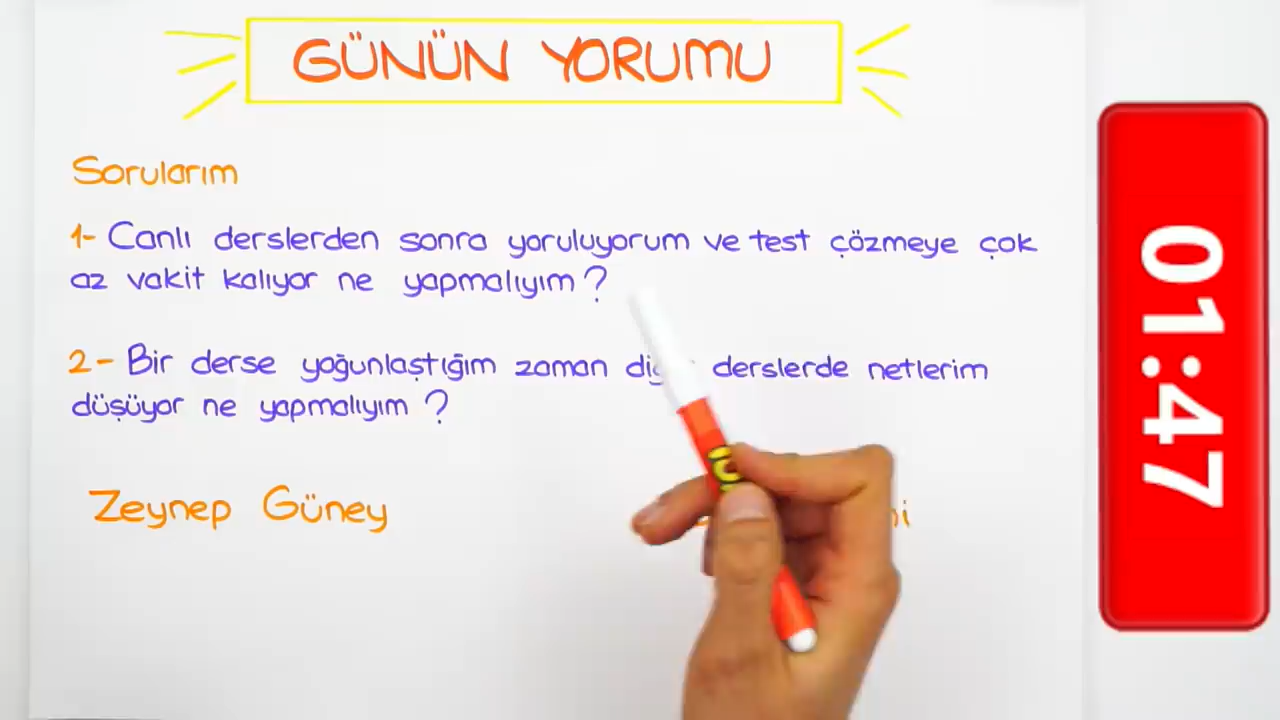 GÜNÜN YORUMU
Sorularım
1- Canlı derslerden sonra yoruluyorum ve test çözmeye çok
az vakit kalıyor ne yapmalıyım?
2- Bir derse yoğunlaştığım zaman derslerde netlerim
düşüyor ne yapmalıyım?
Zeynep Güney
01:47